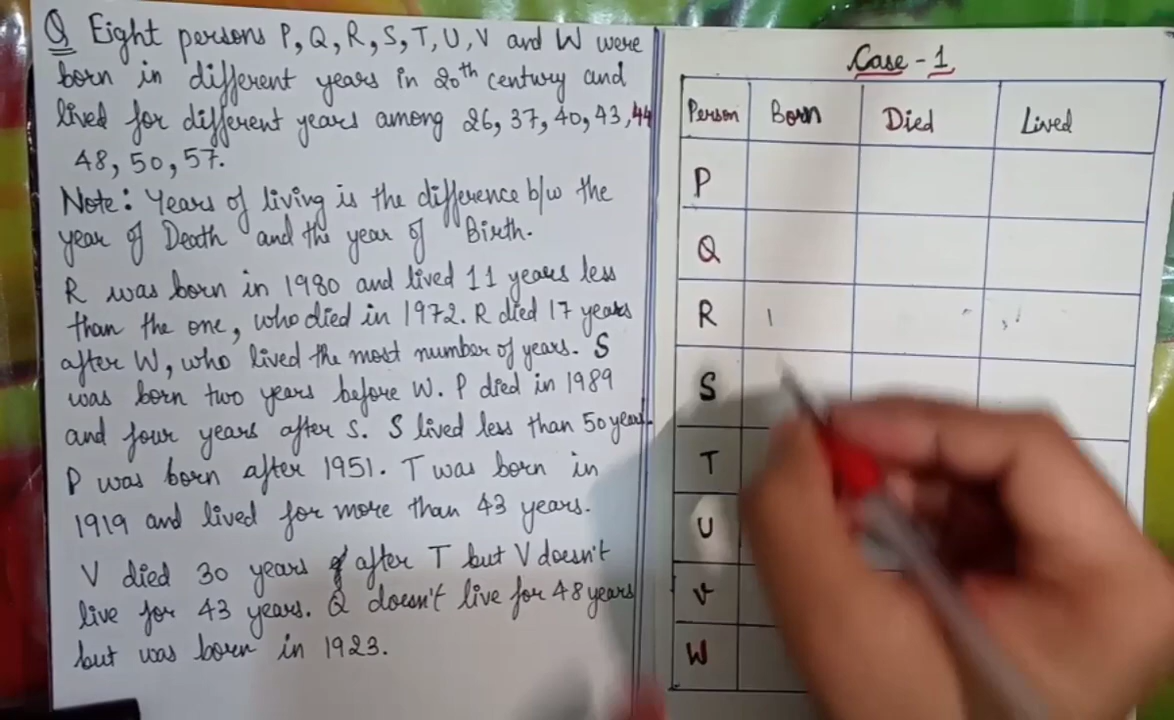 Q Eight persons P, Q, R, S, T, U, V and W were
born in different years in 20th century and
lived for different years among 26, 37, 40, 43, 44
48, 50, 57.
Note: Years of living is the difference b/w the
year of Death and the year of Birth.
R was born in 1980 and lived 11 years less
than the one, who died in 1972. R died 17 years
after W, who lived the most number of years. S
was born two years before W. P died in 1989
and four years after S. S lived less than 50 years.
P was born after 1951. T was born in
1919 and lived for more than 43 years.
V died 30 years after T but V doesn't
live for 43 years. Q doesn't live for 48 years
but was born in 1923.
Case - 1
Person Born Died Lived
P
Q
R 1
S
T
U
V
W